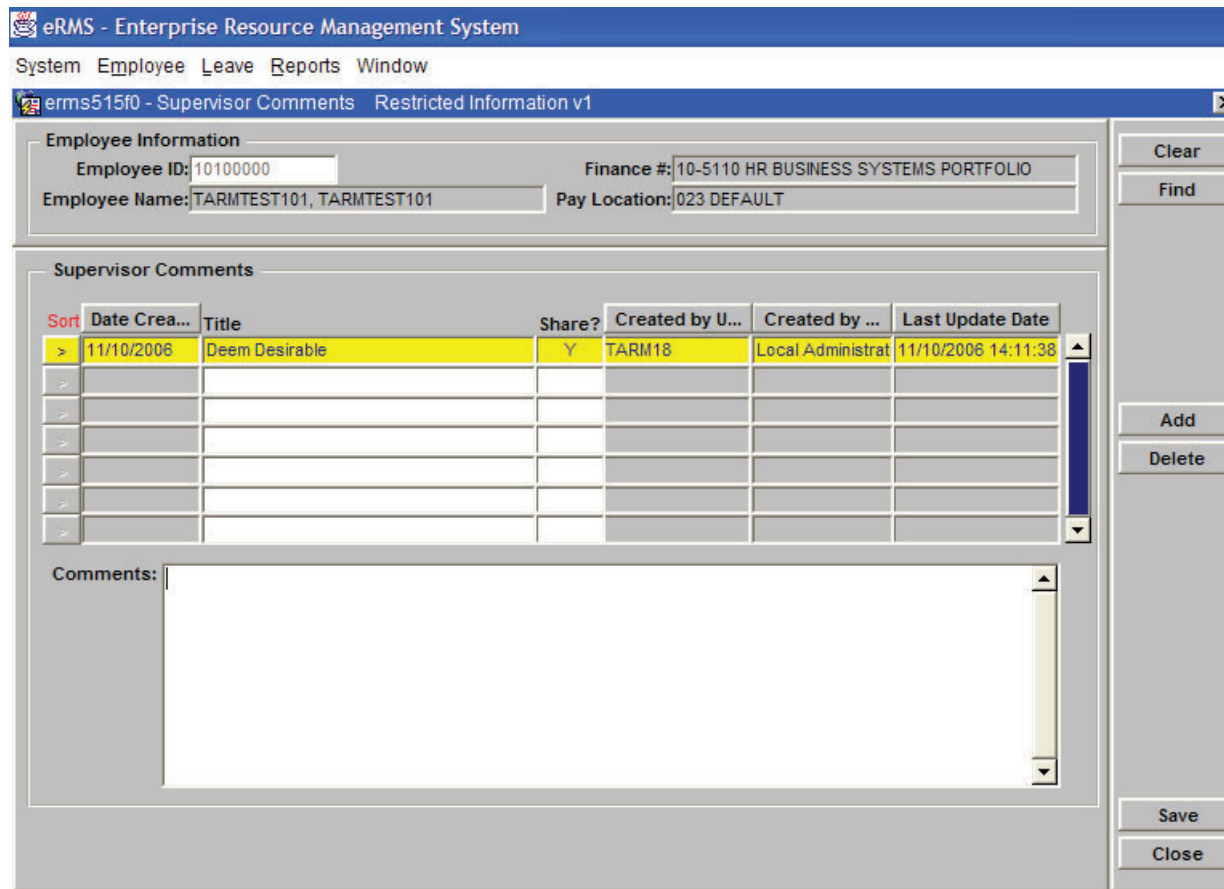 eRMS - Enterprise Resource Management System
System Employee Leave Reports Window
erms515f0 - Supervisor Comments Restricted Information v1
Employee Information
Employee ID: 10100000 Finance #: 10-5110 HR BUSINESS SYSTEMS PORTFOLIO
Employee Name: TARMTEST101, TARMTEST101 Pay Location: 023 DEFAULT
Clear
Find
Supervisor Comments
Sort Date Crea... Title Share? Created by U... Created by ... Last Update Date
> 11/10/2006 Deem Desirable Y TARM18 Local Administrat 11/10/2006 14:11:38
>
>
>
>
>
>
Add
Delete
Comments:
Save
Close